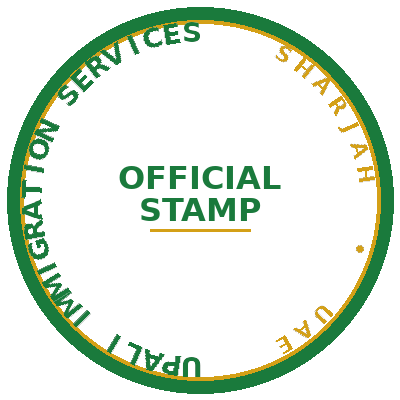 UPALI IMMIGRATION SERVICES
SHARJAH • UAE
OFFICIAL
STAMP